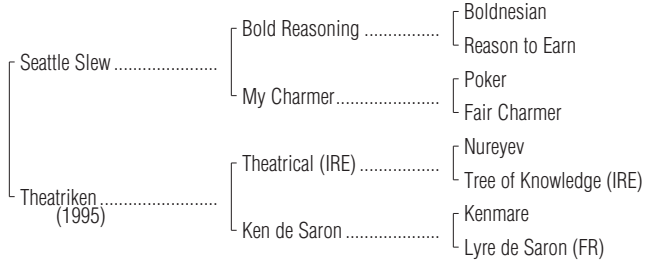 Boldnesian
Bold Reasoning ................
Reason to Earn
Seattle Slew ......................
Poker
My Charmer ......................
Fair Charmer
Nureyev
Theatrical (IRE) .................
Tree of Knowledge (IRE)
Theatriken .........................
(1995)
Kenmare
Ken de Saron ....................
Lyre de Saron (FR)